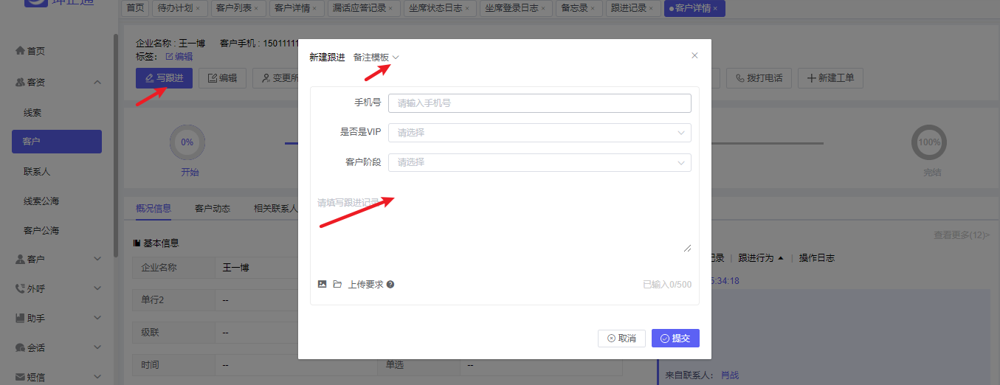 首页 待办计划 × 客户列表 × 客户详情 × 漏话应答记录 × 坐席状态日志 × 坐席登录日志 × 备忘录 × 跟进记录 × 客户详情 ×
企业名称 : 王一博 客户手机 : 15011111
标签： 编辑
写跟进 编辑 变更所 拨打电话 新建工单
新建跟进 备注模板
手机号 请输入手机号
是否是VIP 请选择
客户阶段 请选择
请填写跟进记录
上传要求 已输入0/500
取消 提交
首页
客资
线索
客户
联系人
线索公海
客户公海
客户
外呼
助手
会话
短信
0% 100%
开始 完结
概况信息 客户动态 相关联系人
查看更多(12)>
基本信息
记录 | 跟进行为 | 操作日志
企业名称 王一博
5:34:18
单行2 --
级联 --
时间 -- 单选 --
来自联系人： 肖战